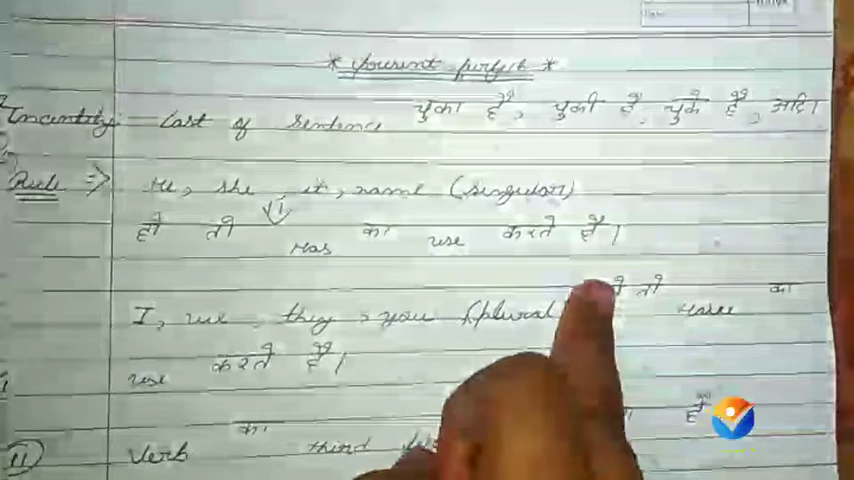 * Present perfect *
Identity - Last of sentence चुका है, चुकी है, चुके हैं, आदि।
Rule => He, she, it, name (singular)
हो तो Has का use करते हैं।
I, we, they, you (plural) हो तो Have का
use करते हैं।
(11) Verb का third